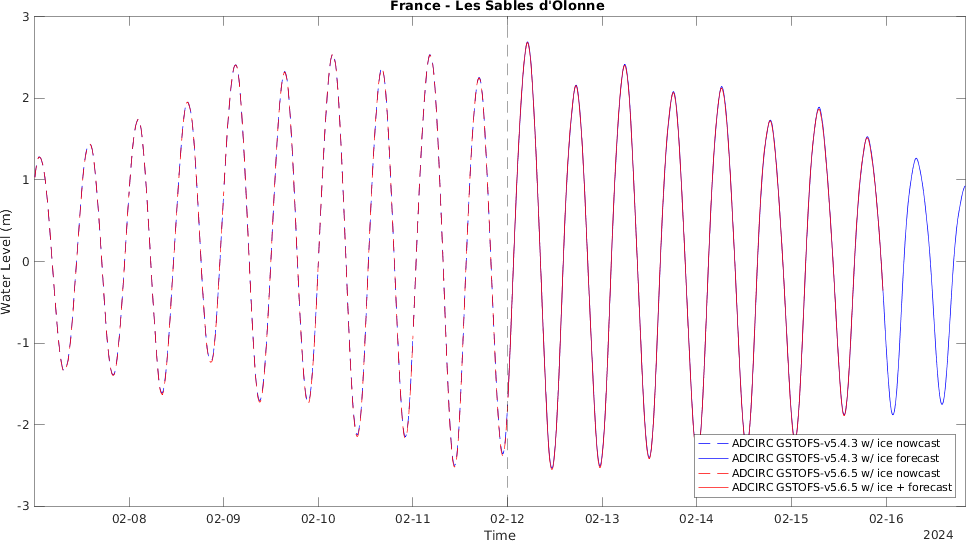 France - Les Sables d'Olonne
3
2
1
0
-1
-2
-3
Water Level (m)
02-08 02-09 02-10 02-11 02-12 02-13 02-14 02-15 02-16
Time
2024
ADCIRC GSTOFS-v5.4.3 w/ ice nowcast
ADCIRC GSTOFS-v5.4.3 w/ ice forecast
ADCIRC GSTOFS-v5.6.5 w/ ice nowcast
ADCIRC GSTOFS-v5.6.5 w/ ice + forecast